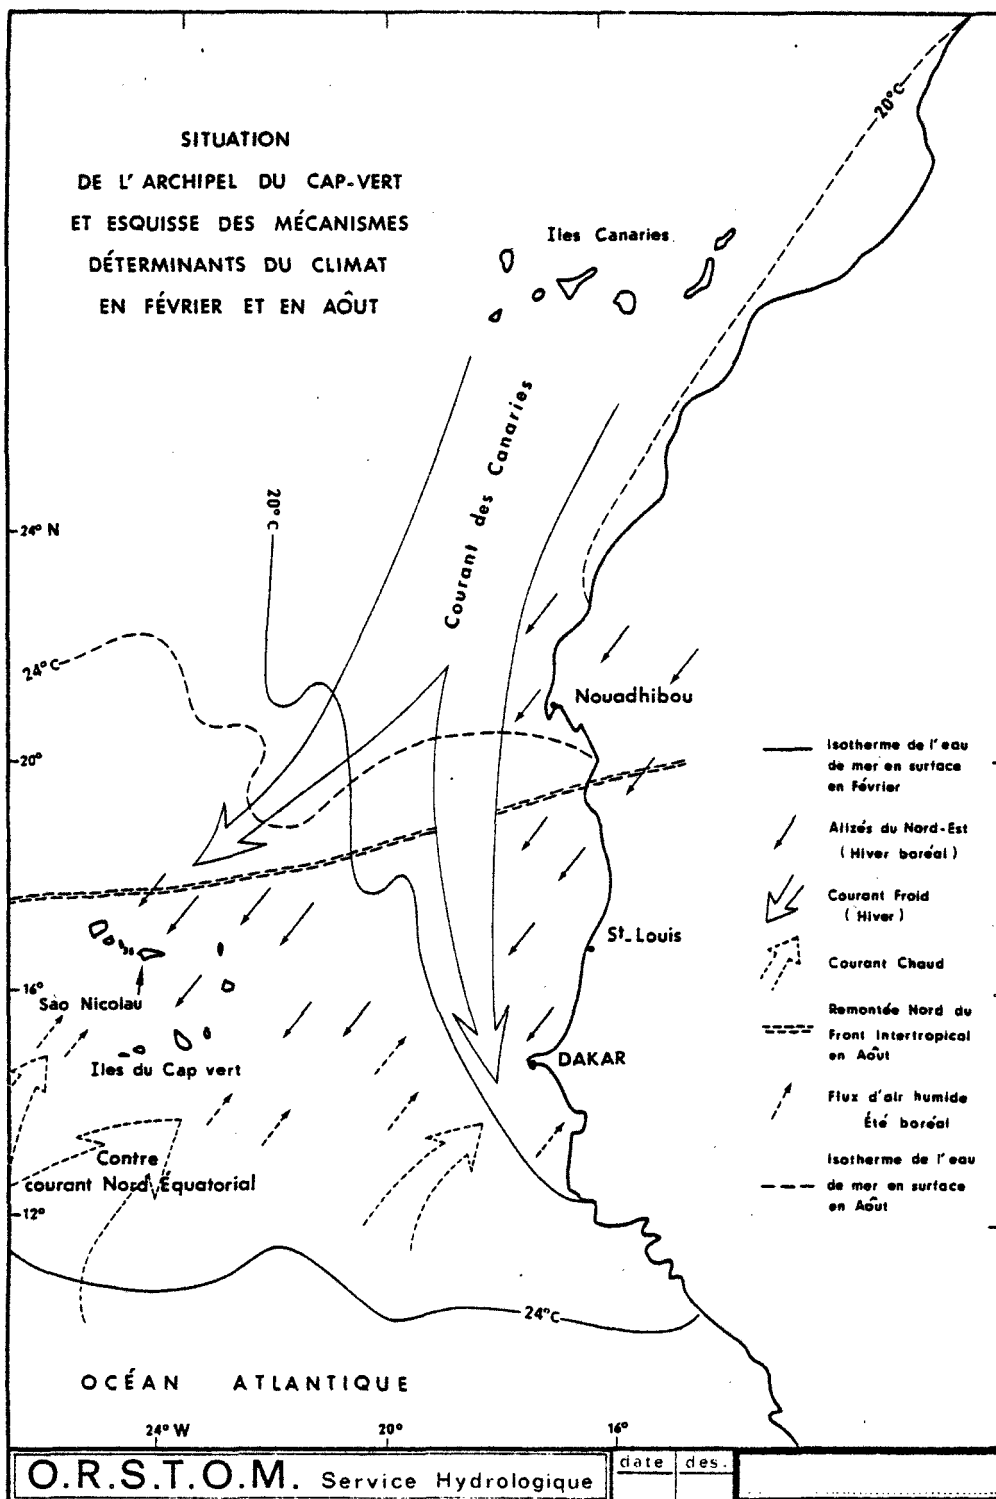 SITUATION
DE L'ARCHIPEL DU CAP-VERT
ET ESQUISSE DES MÉCANISMES
DÉTERMINANTS DU CLIMAT
EN FÉVRIER ET EN AOÛT
20°C
Iles Canaries
Courant des Canaries
20°C
24° N
24°C
Nouadhibou
20°
Isotherme de l'eau
de mer en surface
en Février
Alizés du Nord-Est
(Hiver boréal)
Courant Froid
(Hiver)
St-Louis
Courant Chaud
16°
Sao Nicolau
Remontée Nord du
Front Intertropical
en Août
Iles du Cap vert
DAKAR
Flux d'air humide
Été boréal
Contre
courant Nord Équatorial
Isotherme de l'eau
de mer en surface
en Août
12°
24°C
OCÉAN ATLANTIQUE
24° W
20°
16°
O.R.S.T.O.M. Service Hydrologique
date
des.